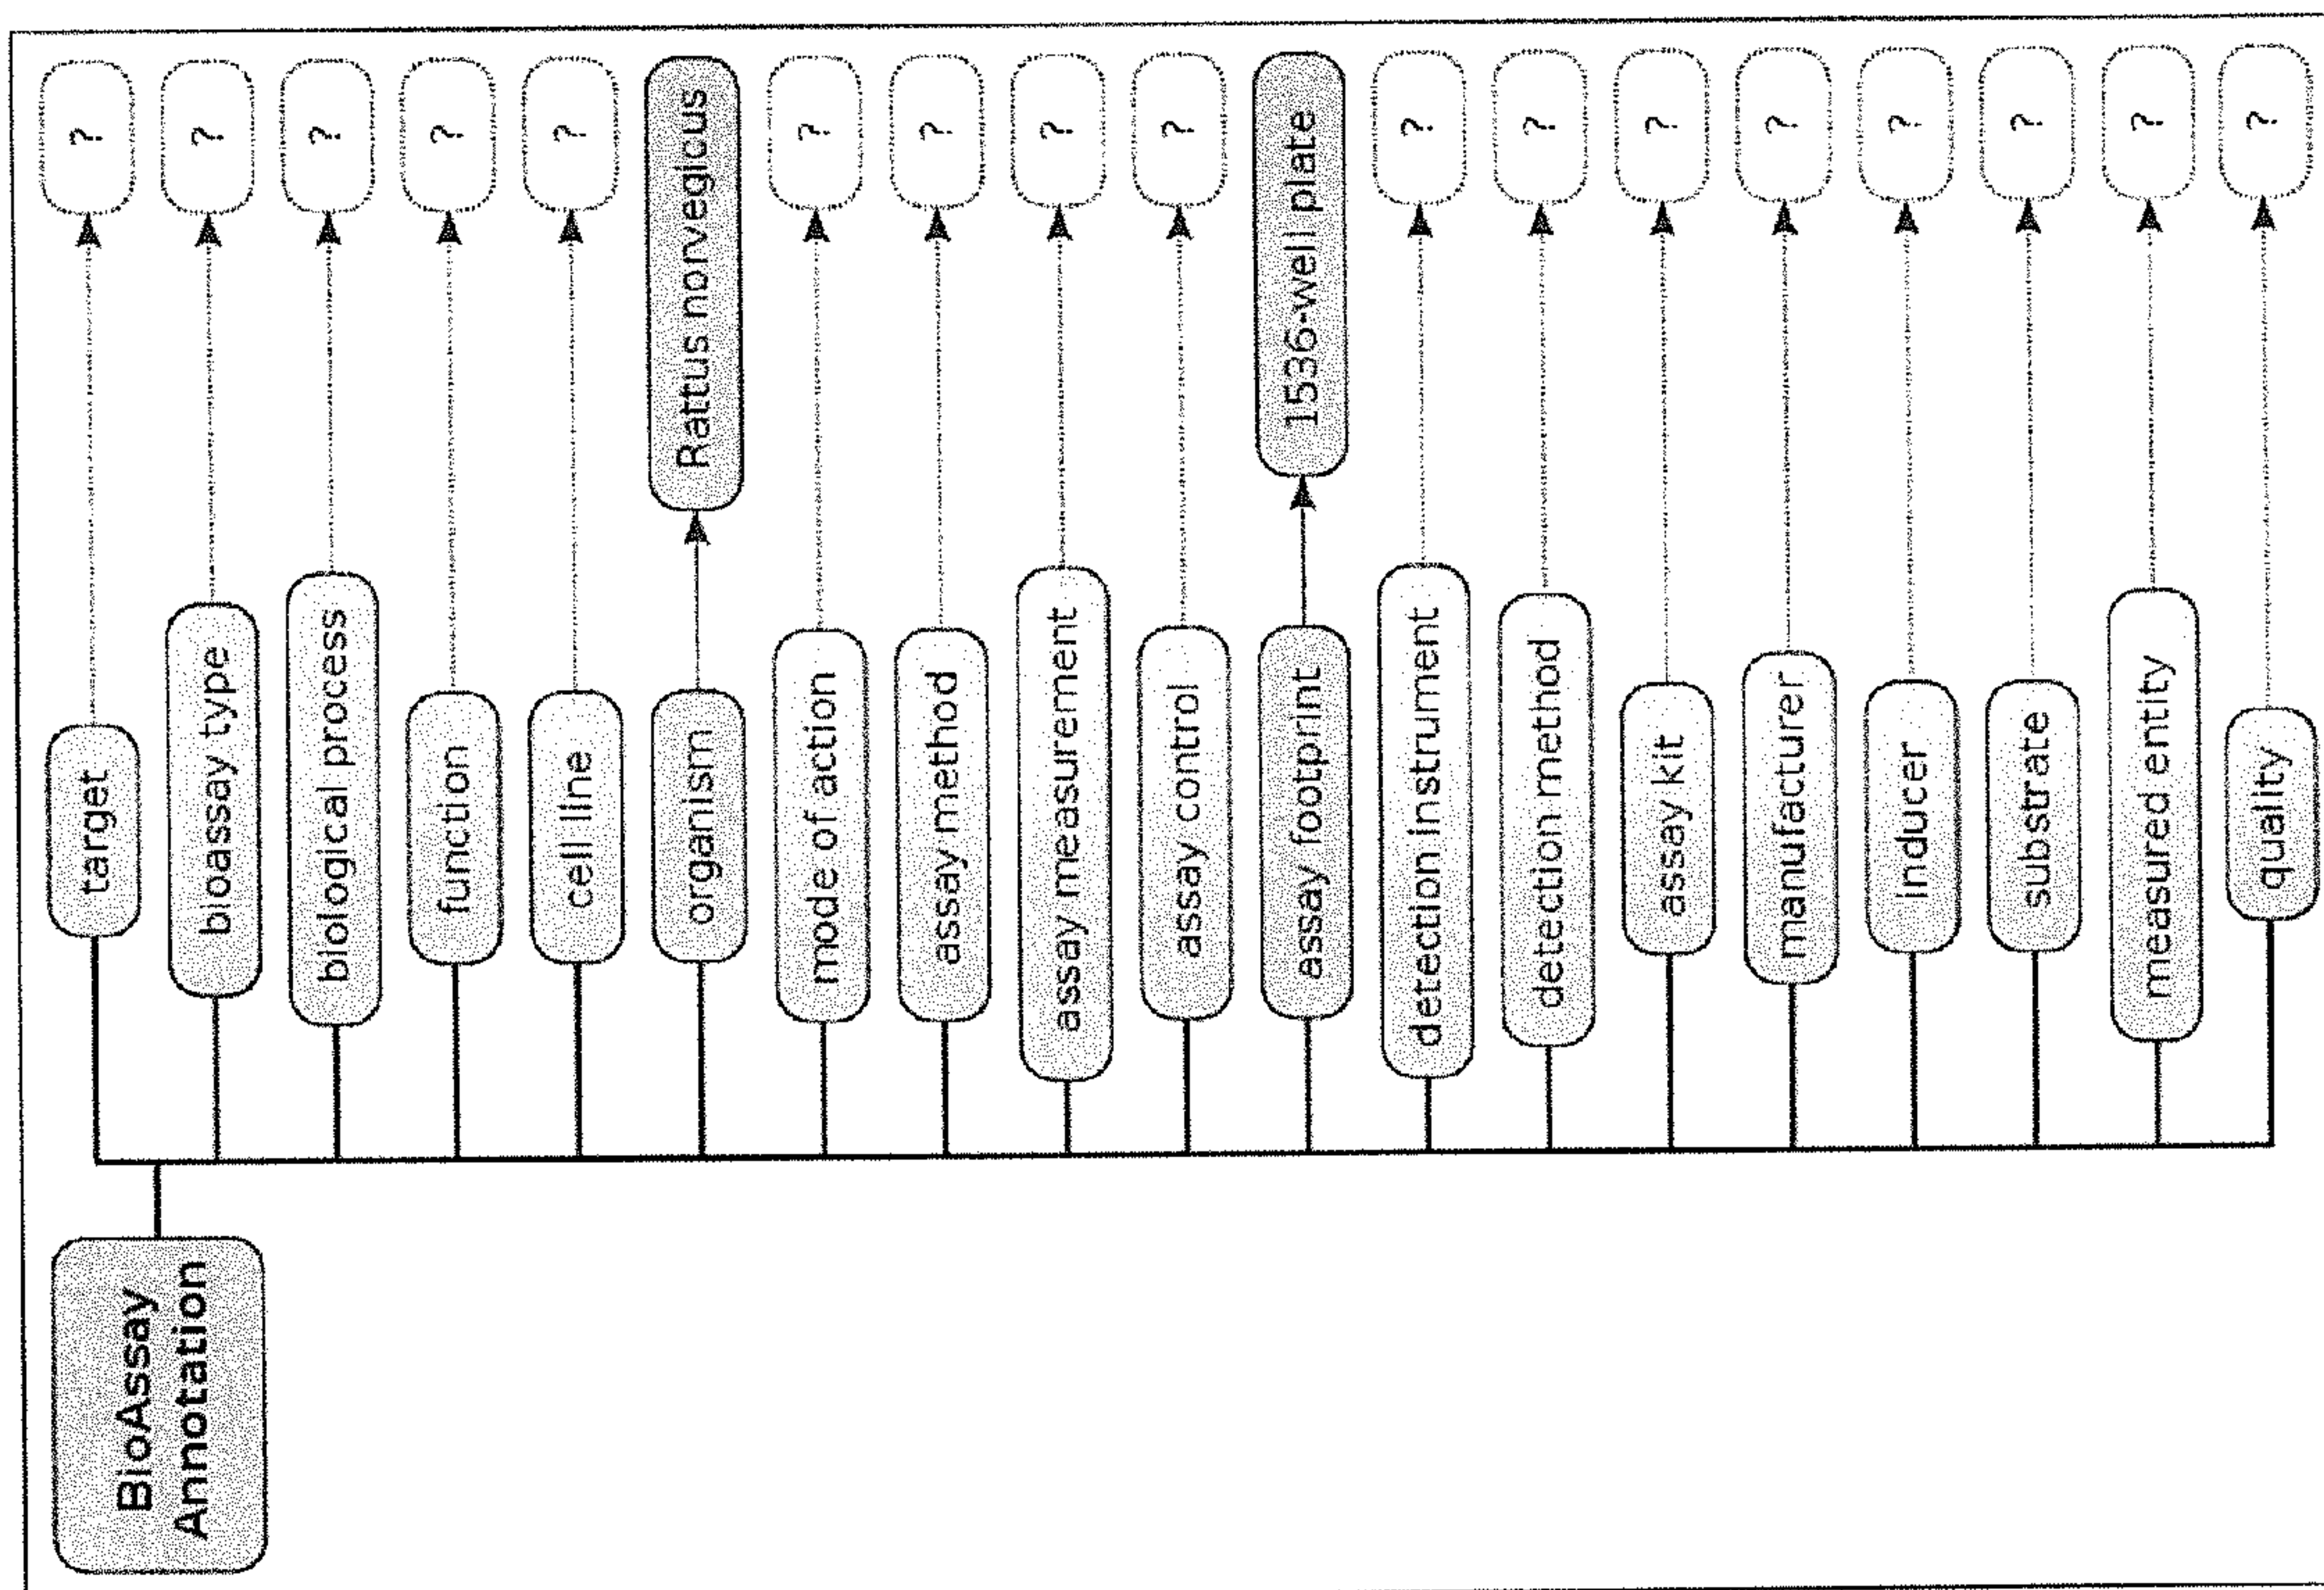 BioAssay
Annotation
target
?
bioassay type
?
biological process
?
function
?
cell line
?
organism
Rattus norvegicus
mode of action
?
assay method
?
assay measurement
?
assay control
?
assay footprint
1536-well plate
detection instrument
?
detection method
?
assay kit
?
manufacturer
?
inducer
?
substrate
?
measured entity
?
quality
?